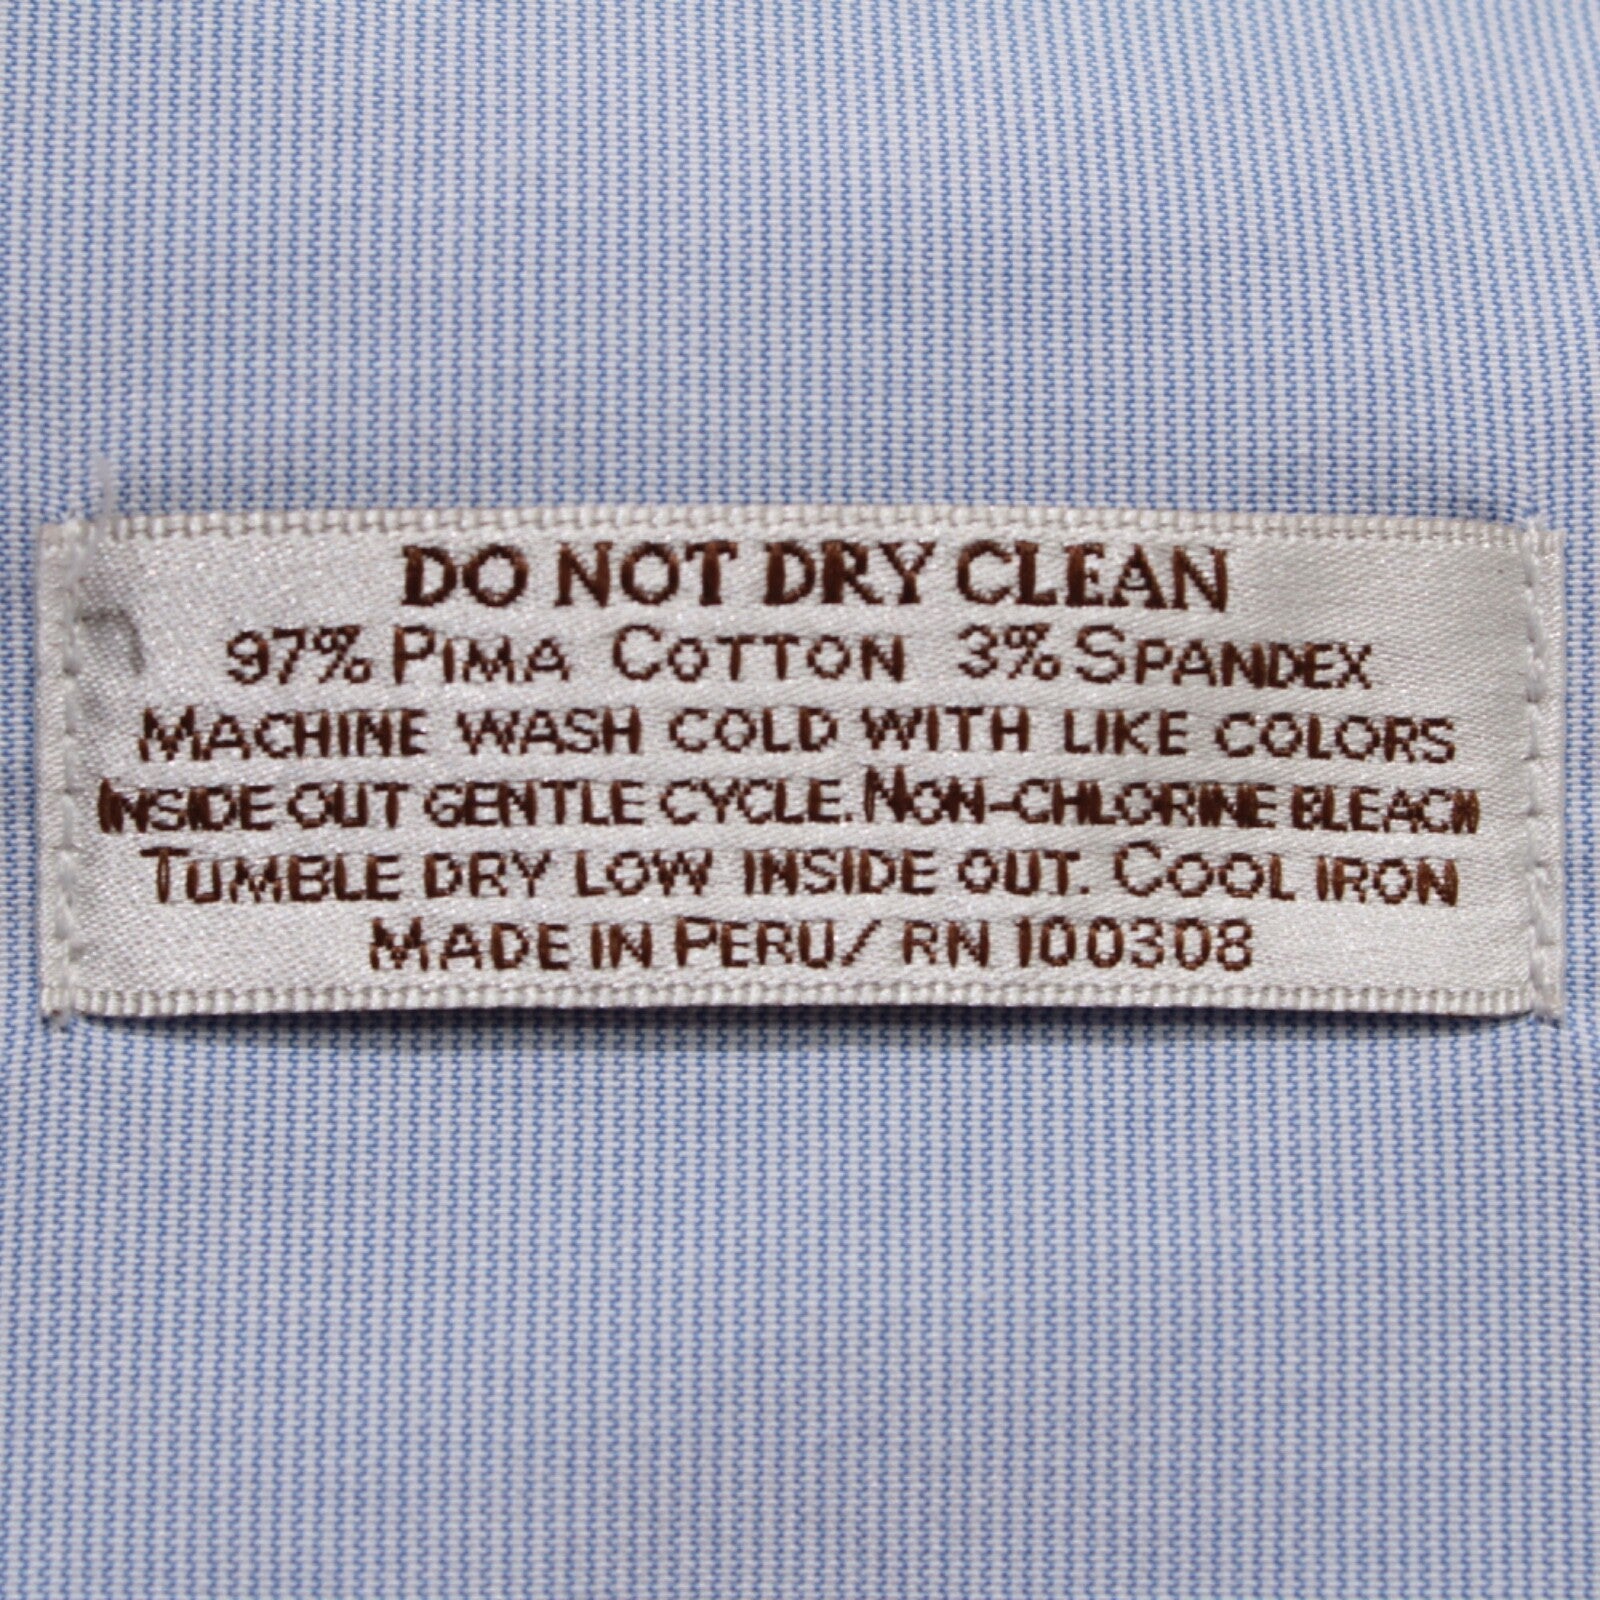 DO NOT DRY CLEAN
97% PIMA COTTON 3% SPANDEX
MACHINE WASH COLD WITH LIKE COLORS
INSIDE OUT GENTLE CYCLE. NON-CHLORINE BLEACH
TUMBLE DRY LOW INSIDE OUT. COOL IRON
MADE IN PERU/ RN 100308